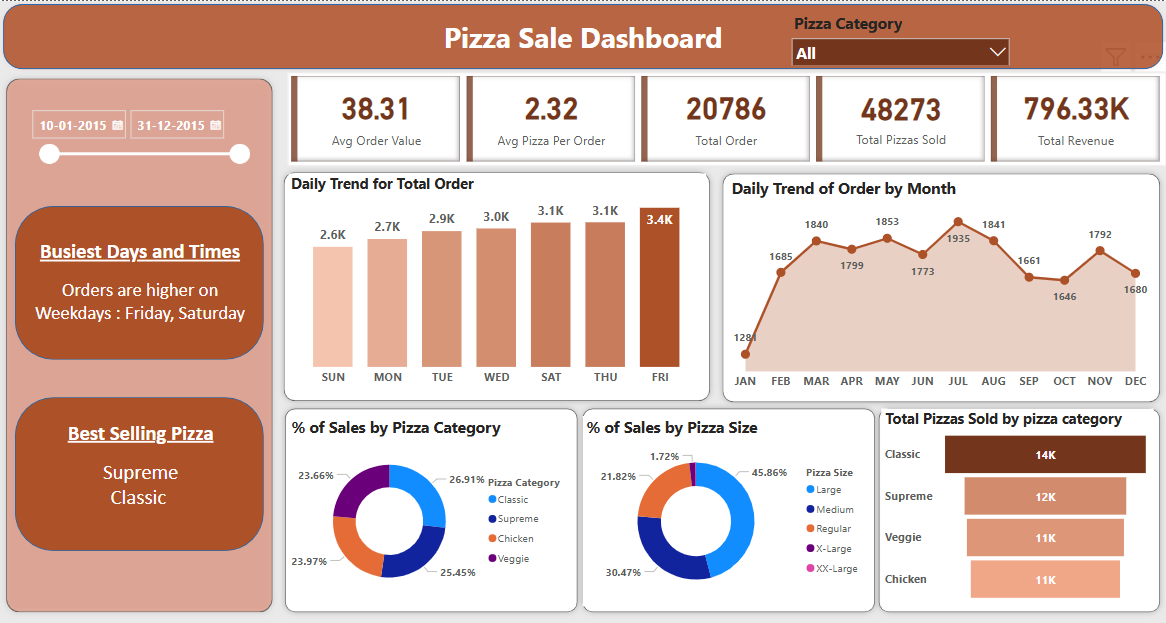 Pizza Sale Dashboard
Pizza Category
All
10-01-2015
31-12-2015
38.31
Avg Order Value
2.32
Avg Pizza Per Order
20786
Total Order
48273
Total Pizzas Sold
796.33K
Total Revenue
Busiest Days and Times
Orders are higher on
Weekdays : Friday, Saturday
Best Selling Pizza
Supreme
Classic
Daily Trend for Total Order
2.6K
2.7K
2.9K
3.0K
3.1K
3.1K
3.4K
SUN
MON
TUE
WED
SAT
THU
FRI
Daily Trend of Order by Month
1281
1685
1840
1799
1853
1773
1935
1841
1661
1646
1792
1680
JAN
FEB
MAR
APR
MAY
JUN
JUL
AUG
SEP
OCT
NOV
DEC
% of Sales by Pizza Category
26.91%
25.45%
23.97%
23.66%
Pizza Category
Classic
Supreme
Chicken
Veggie
% of Sales by Pizza Size
1.72%
45.86%
21.82%
30.47%
Pizza Size
Large
Medium
Regular
X-Large
XX-Large
Total Pizzas Sold by pizza category
Classic
14K
Supreme
12K
Veggie
11K
Chicken
11K